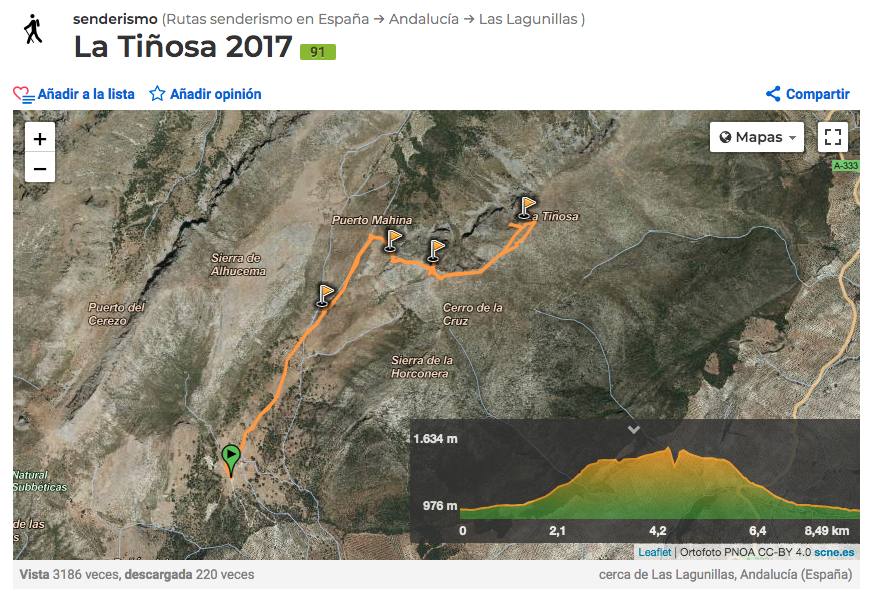 senderismo (Rutas senderismo en España → Andalucía → Las Lagunillas )
La Tiñosa 2017 91
Añadir a la lista Añadir opinión Compartir
+
−
Mapas
A-333
Puerto Mahina
a Tiñosa
Sierra de
Alhucema
Puerto del
Cerezo
Cerro de la
Cruz
Sierra de la
Horconera
Natural
Subbeticas
de las
s
1.634 m
976 m
0 2,1 4,2 6,4 8,49 km
Leaflet | Ortofoto PNOA CC-BY 4.0 scne.es
Vista 3186 veces, descargada 220 veces cerca de Las Lagunillas, Andalucía (España)